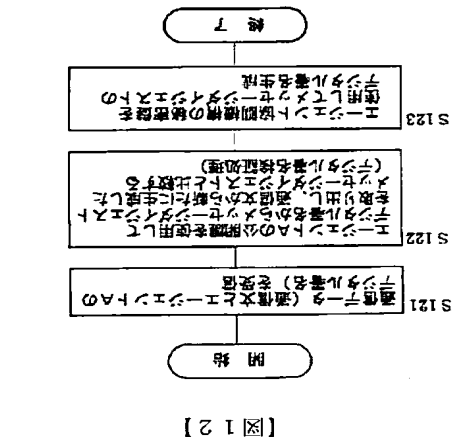 【図１２】
開始
S121
通信データ（通信文とエージェントAの
デジタル署名）を受信
S122
エージェントAの公開鍵を使用して
デジタル署名からメッセージダイジェスト
を取り出し、通信文から新たに生成した
メッセージダイジェストと比較する
（デジタル署名検証処理）
S123
エージェント協調機構の秘密鍵を
使用してメッセージダイジェストの
デジタル署名生成
終了